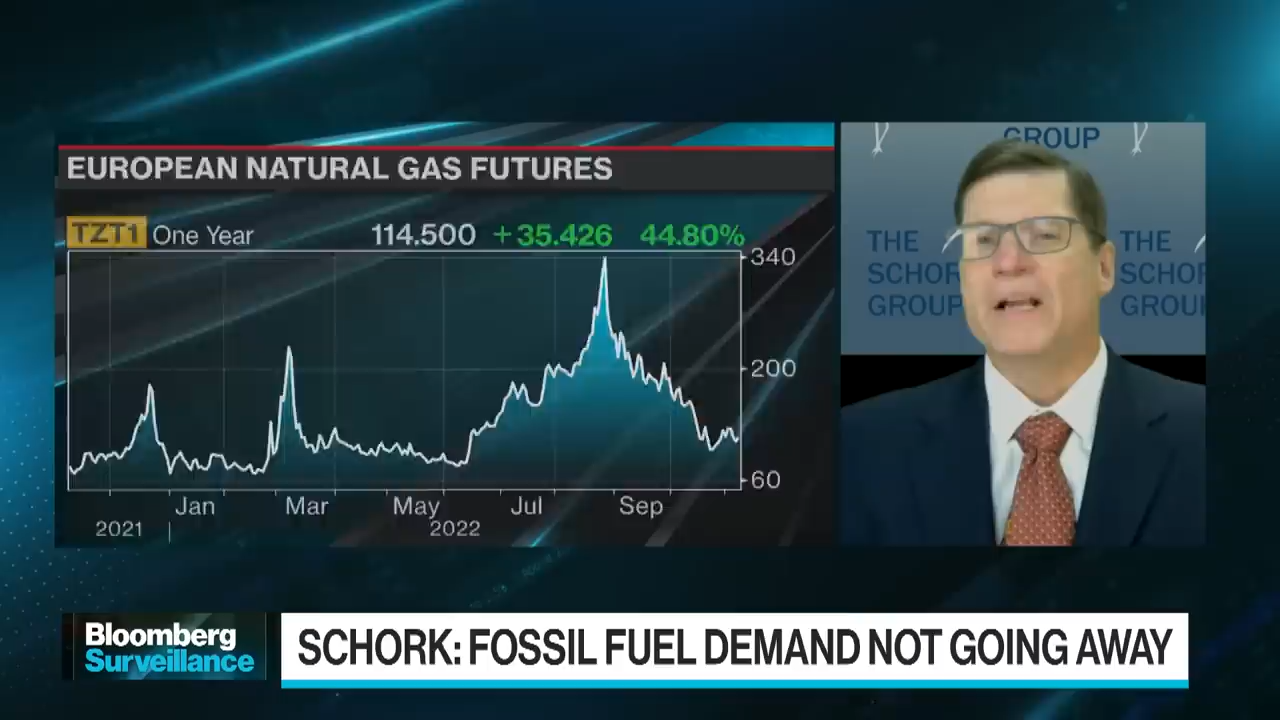 EUROPEAN NATURAL GAS FUTURES
TZT1 One Year 114.500 +35.426 44.80%
340
200
60
Jan Mar May Jul Sep
2021 2022
GROUP
THE
SCHOR
GROUP
THE
SCHOR
GROU
Bloomberg
Surveillance
SCHORK: FOSSIL FUEL DEMAND NOT GOING AWAY